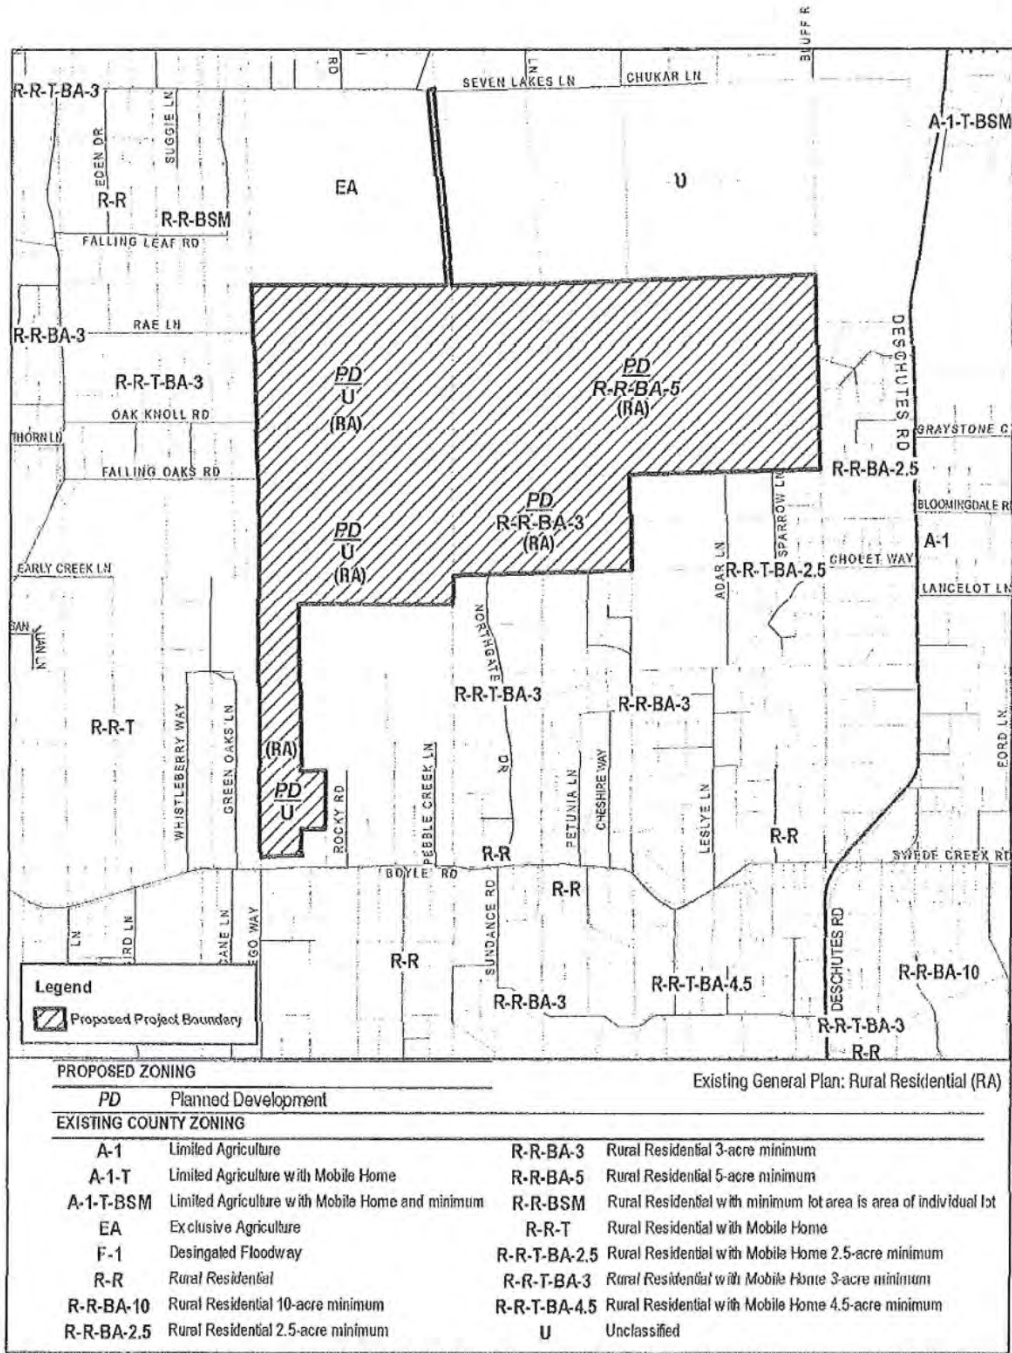 RD
LN
BLUFF R
SEVEN LAKES LN
CHUKAR LN
R-R-T-BA-3
A-1-T-BSM
EDEN DR
SUGGIE LN
EA
U
R-R
R-R-BSM
FALLING LEAF RD
R-R-BA-3
RAE LN
DESCHUTES RD
R-R-T-BA-3
PD
U
(RA)
PD
R-R-BA-5
(RA)
OAK KNOLL RD
THORN LN
GRAYSTONE C
FALLING OAKS RD
R-R-BA-2.5
SPARROW LN
PD
U
(RA)
PD
R-R-BA-3
(RA)
BLOOMINGDALE R
A-1
ADAR LN
R-R-T-BA-2.5
CHOLET WAY
EARLY CREEK LN
LANCELOT LN
NORTHGATE DR
SAN
JUAN LN
R-R-T-BA-3
R-R-BA-3
R-R-T
WHISTLEBERRY WAY
GREEN OAKS LN
(RA)
PD
U
ROCKY RD
PEBBLE CREEK LN
PETUNIA LN
CHESHIRE WAY
LESLYE LN
FORD LN
R-R
R-R
BOYLE RD
SWEDE CREEK RD
R-R
LN
RD LN
CANE LN
EGO WAY
SUNDANCE RD
DESCHUTES RD
R-R
R-R-T-BA-4.5
R-R-BA-10
R-R-BA-3
R-R-T-BA-3
R-R
Legend
Proposed Project Boundary
PROPOSED ZONING
Existing General Plan: Rural Residential (RA)
PD Planned Development
EXISTING COUNTY ZONING
A-1 Limited Agriculture
A-1-T Limited Agriculture with Mobile Home
A-1-T-BSM Limited Agriculture with Mobile Home and minimum
EA Exclusive Agriculture
F-1 Desingated Floodway
R-R Rural Residential
R-R-BA-10 Rural Residential 10-acre minimum
R-R-BA-2.5 Rural Residential 2.5-acre minimum
R-R-BA-3 Rural Residential 3-acre minimum
R-R-BA-5 Rural Residential 5-acre minimum
R-R-BSM Rural Residential with minimum lot area is area of individual lot
R-R-T Rural Residential with Mobile Home
R-R-T-BA-2.5 Rural Residential with Mobile Home 2.5-acre minimum
R-R-T-BA-3 Rural Residential with Mobile Home 3-acre minimum
R-R-T-BA-4.5 Rural Residential with Mobile Home 4.5-acre minimum
U Unclassified